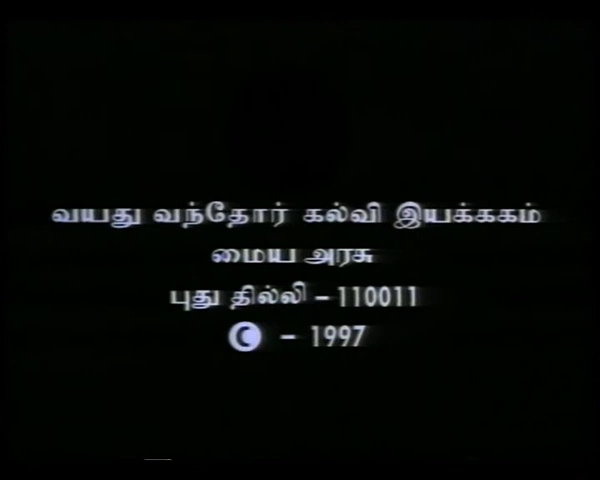 வயது வந்தோர் கல்வி இயக்ககம்
மைய அரசு
புது தில்லி – 110011
© – 1997